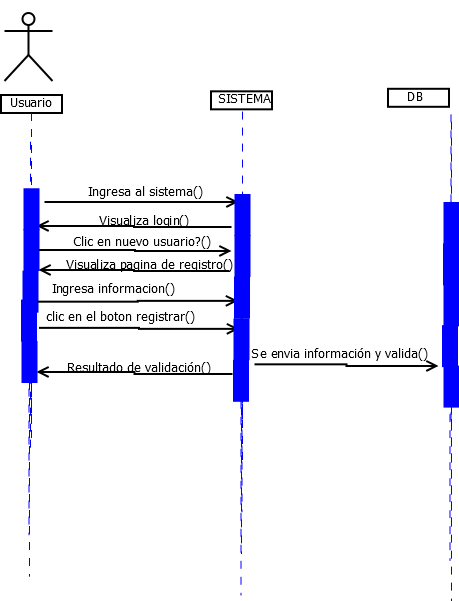 Usuario
SISTEMA
DB
Ingresa al sistema()
Visualiza login()
Clic en nuevo usuario?()
Visualiza pagina de registro()
Ingresa informacion()
clic en el boton registrar()
Se envia información y valida()
Resultado de validación()